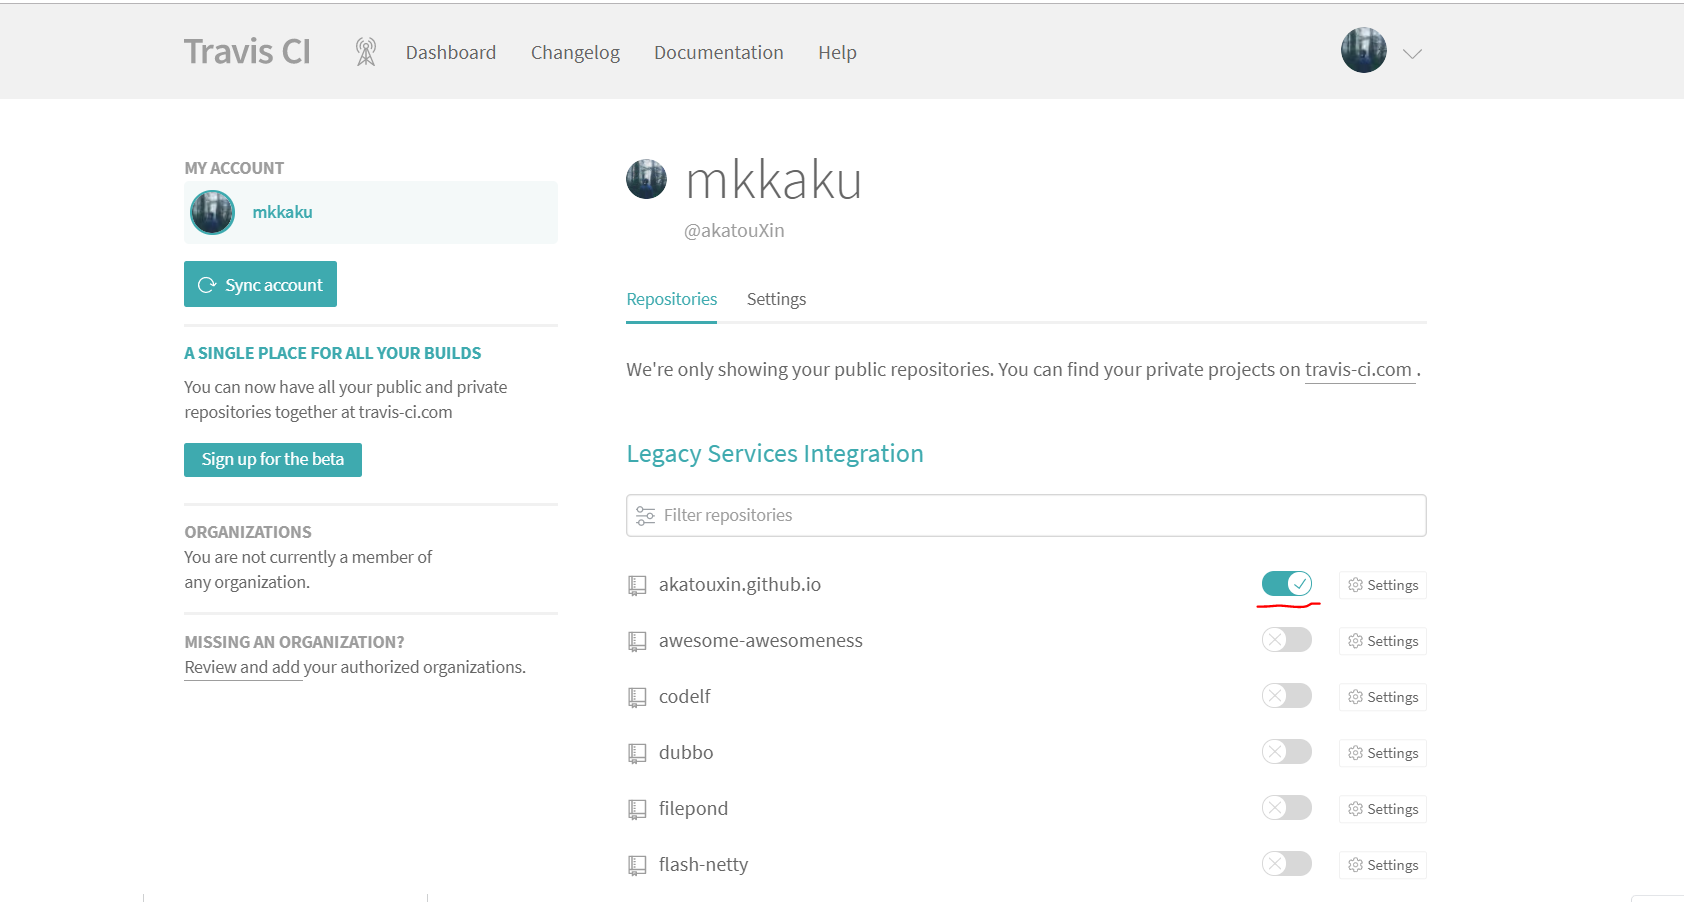 Travis CI
Dashboard
Changelog
Documentation
Help
MY ACCOUNT
mkkaku
Sync account
A SINGLE PLACE FOR ALL YOUR BUILDS
You can now have all your public and private
repositories together at travis-ci.com
Sign up for the beta
ORGANIZATIONS
You are not currently a member of
any organization.
MISSING AN ORGANIZATION?
Review and add your authorized organizations.
mkkaku
@akatouXin
Repositories
Settings
We're only showing your public repositories. You can find your private projects on travis-ci.com .
Legacy Services Integration
Filter repositories
akatouxin.github.io
Settings
awesome-awesomeness
Settings
codelf
Settings
dubbo
Settings
filepond
Settings
flash-netty
Settings